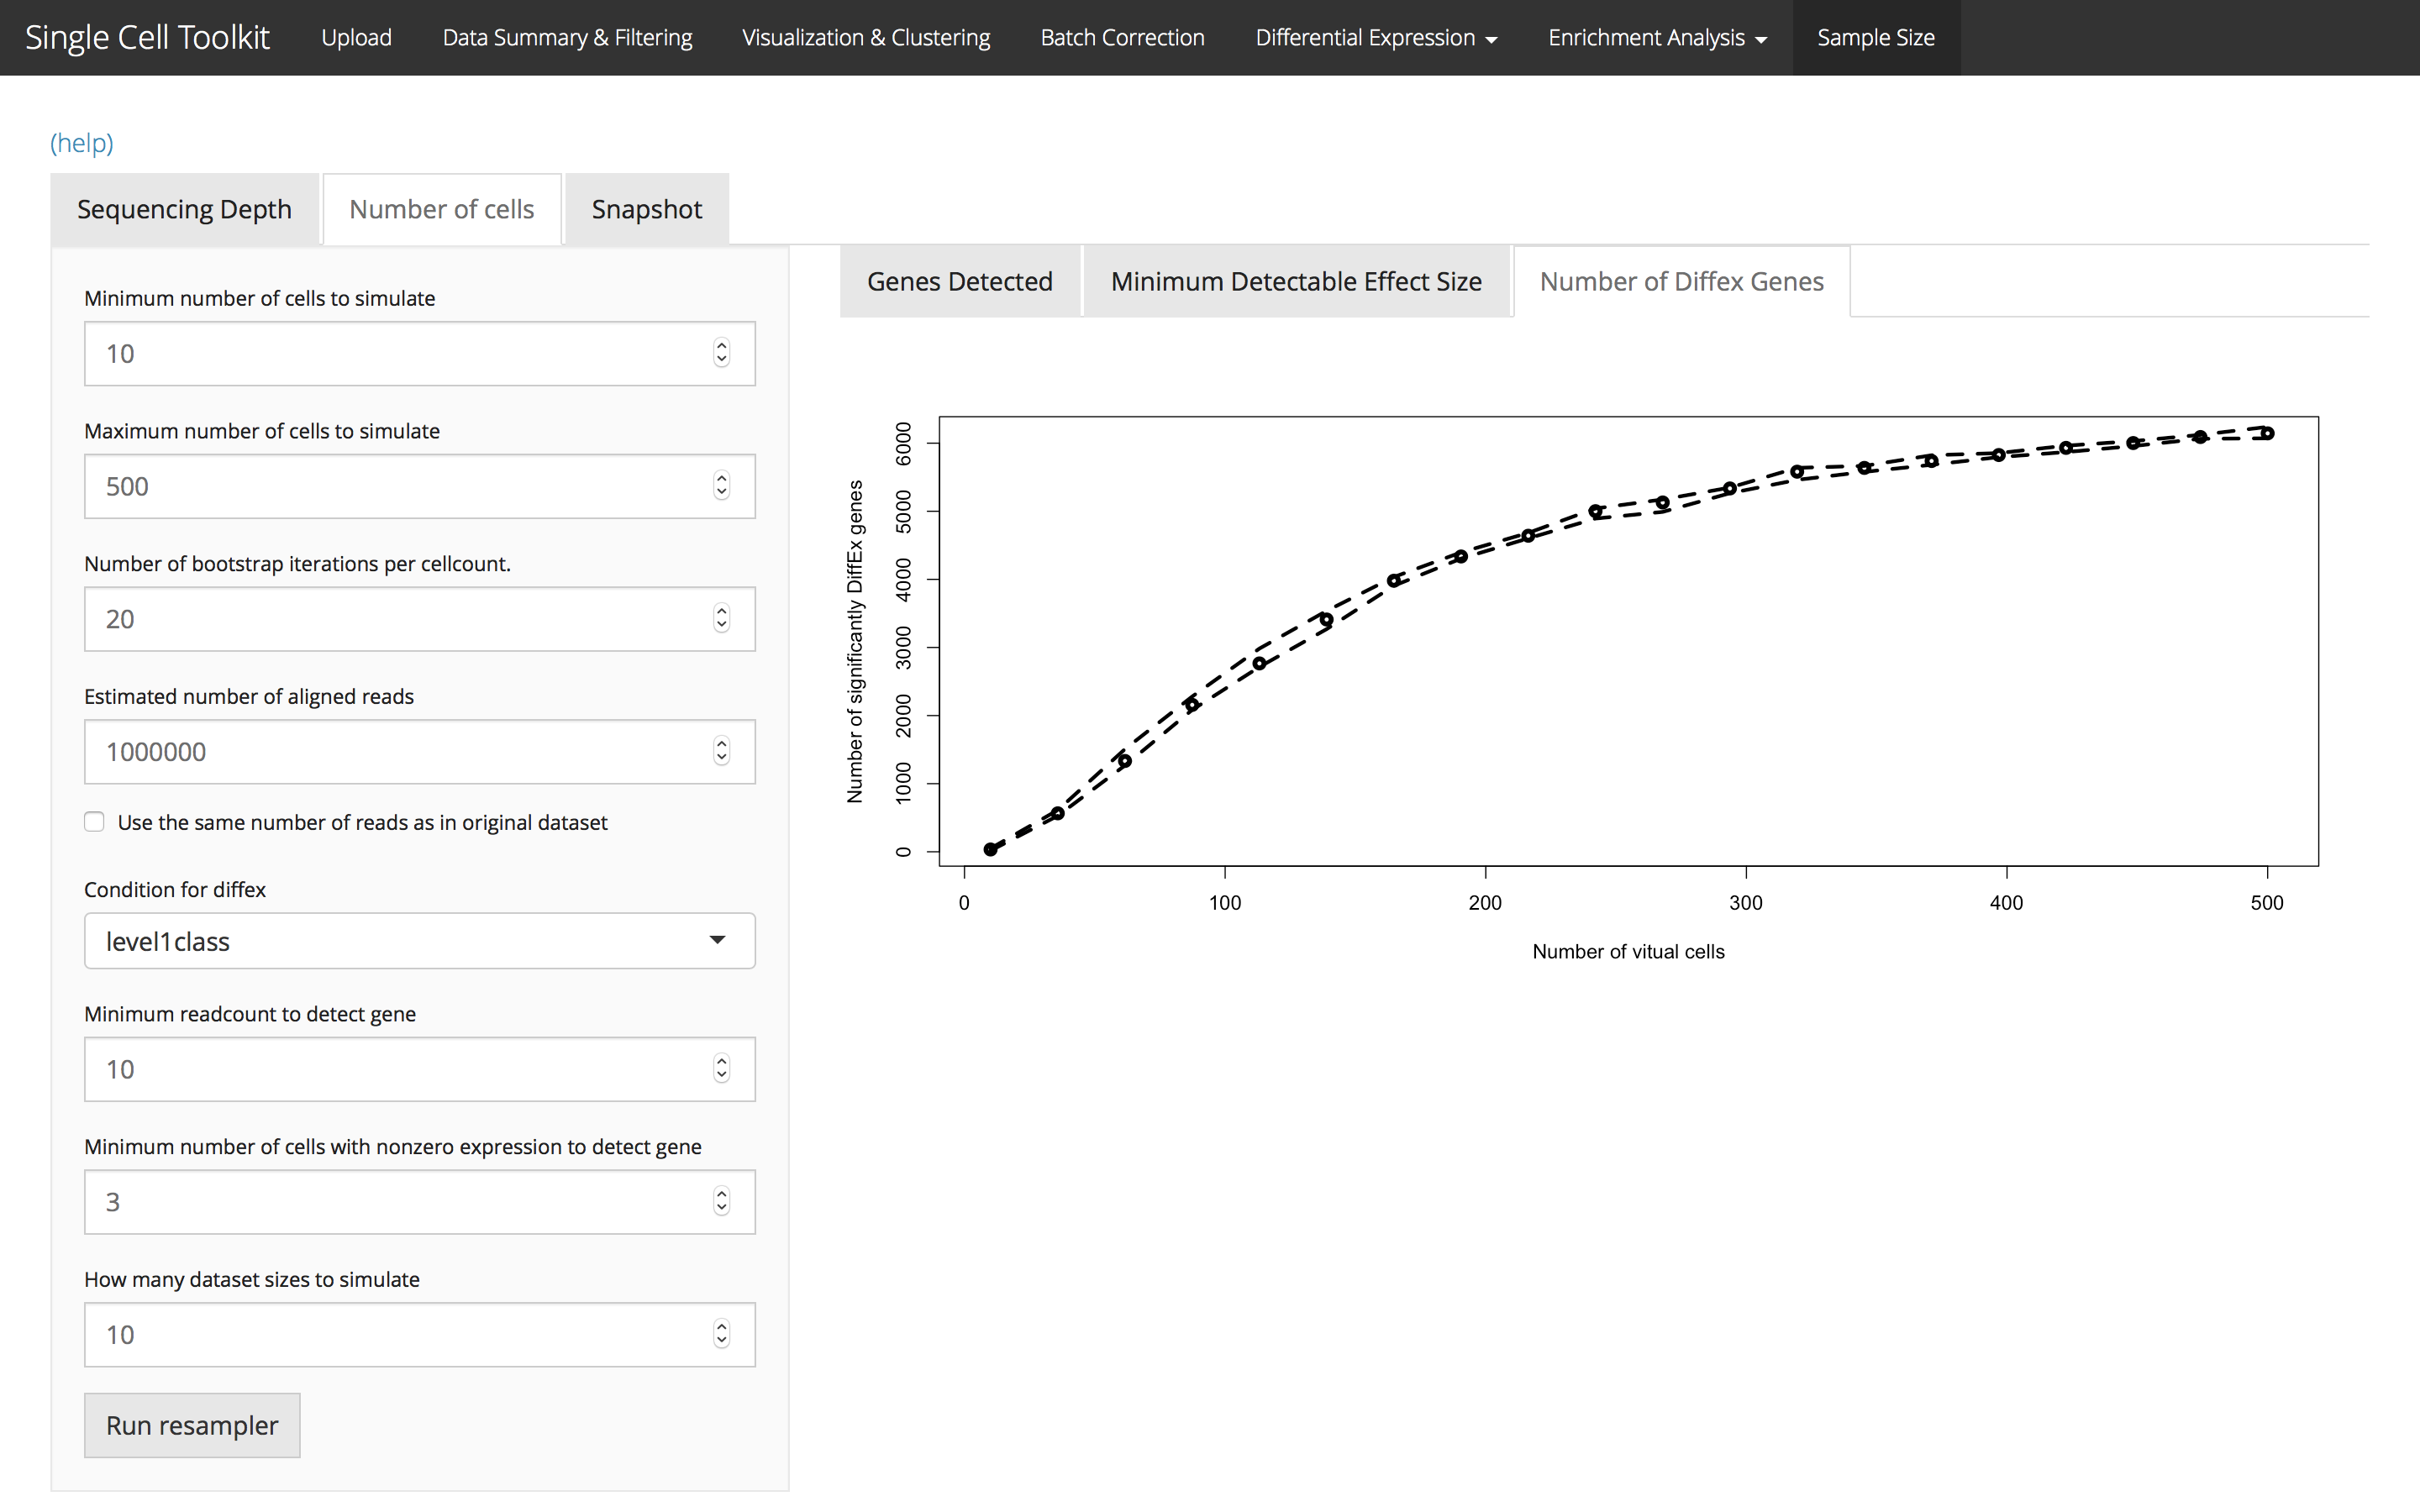 Single Cell Toolkit Upload Data Summary & Filtering Visualization & Clustering Batch Correction Differential Expression Enrichment Analysis Sample Size
(help)
Sequencing Depth Number of cells Snapshot
Minimum number of cells to simulate
10
Maximum number of cells to simulate
500
Number of bootstrap iterations per cellcount.
20
Estimated number of aligned reads
1000000
Use the same number of reads as in original dataset
Condition for diffex
level1class
Minimum readcount to detect gene
10
Minimum number of cells with nonzero expression to detect gene
3
How many dataset sizes to simulate
10
Run resampler
Genes Detected Minimum Detectable Effect Size Number of Diffex Genes
Number of significantly DiffEx genes
6000
5000
4000
3000
2000
1000
0
0 100 200 300 400 500
Number of vitual cells